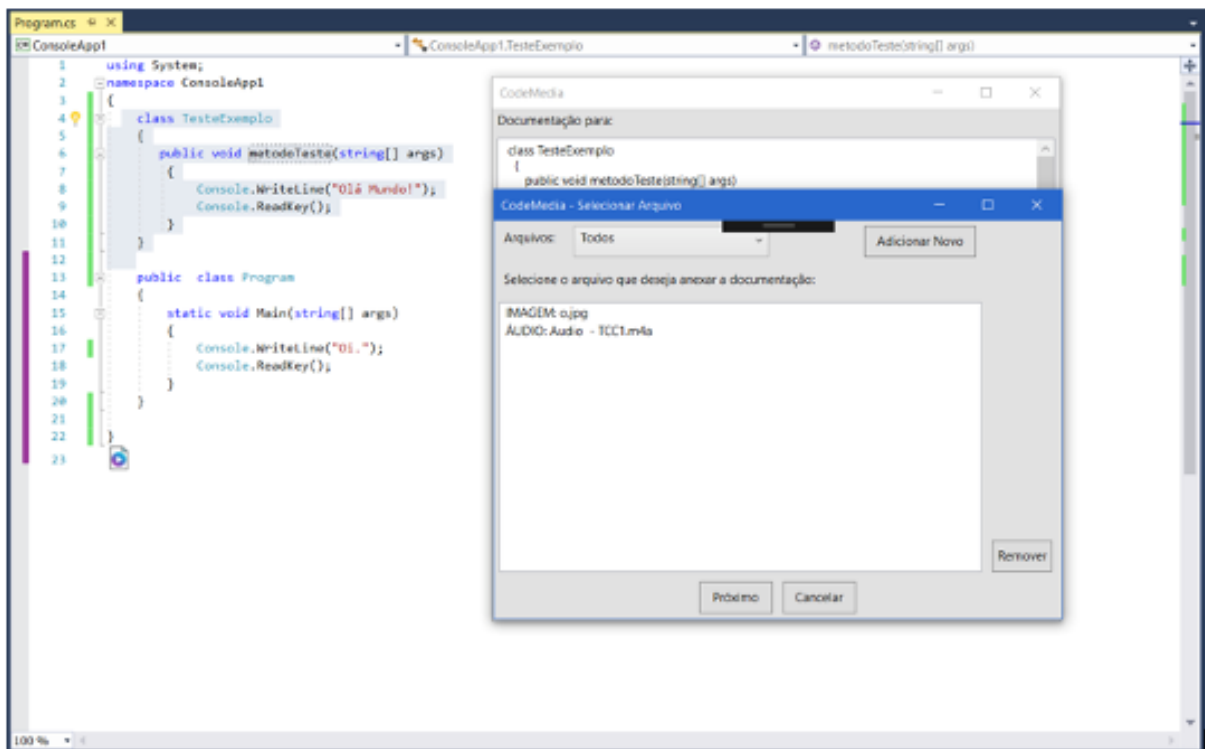 Program.cs
ConsoleApp1
ConsoleApp1.TesteExemplo
metodoTeste(string[] args)
1 using System;
2 namespace ConsoleApp1
3 {
4 class TesteExemplo
5 {
6 public void metodoTeste(string[] args)
7 {
8 Console.WriteLine("Olá Mundo!");
9 Console.ReadKey();
10 }
11 }
12
13 public class Program
14 {
15 static void Main(string[] args)
16 {
17 Console.WriteLine("Oi.");
18 Console.ReadKey();
19 }
20 }
21
22 }
23
100 %
CodeMedia
Documentação para:
class TesteExemplo
{
public void metodoTeste(string[] args)
CodeMedia - Selecionar Arquivo
Arquivos: Todos
Adicionar Novo
Selecione o arquivo que deseja anexar a documentação:
IMAGEM: o.jpg
ÁUDIO: Audio - TCC1.m4a
Remover
Próximo
Cancelar